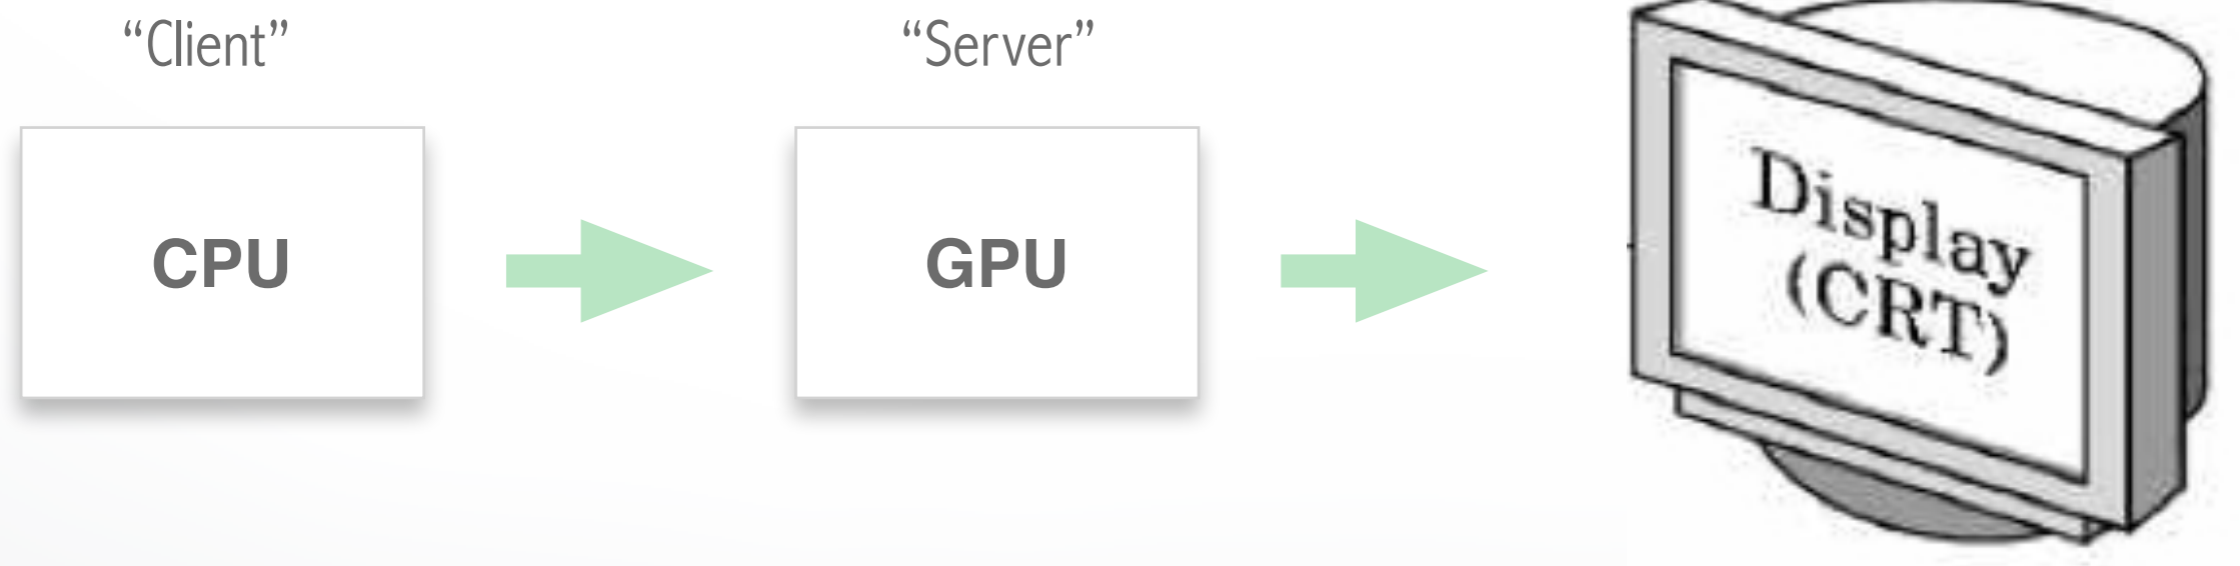 “Client”
“Server”
CPU
GPU
Display
(CRT)